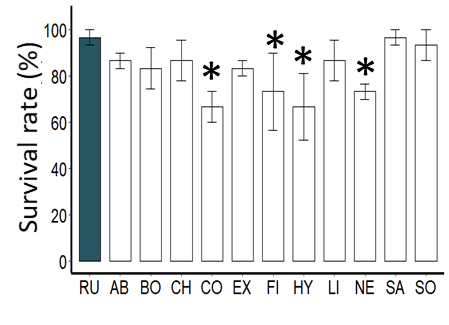 Survival rate (%)
100
80
60
40
20
0
* * * *
RU AB BO CH CO EX FI HY LI NE SA SO